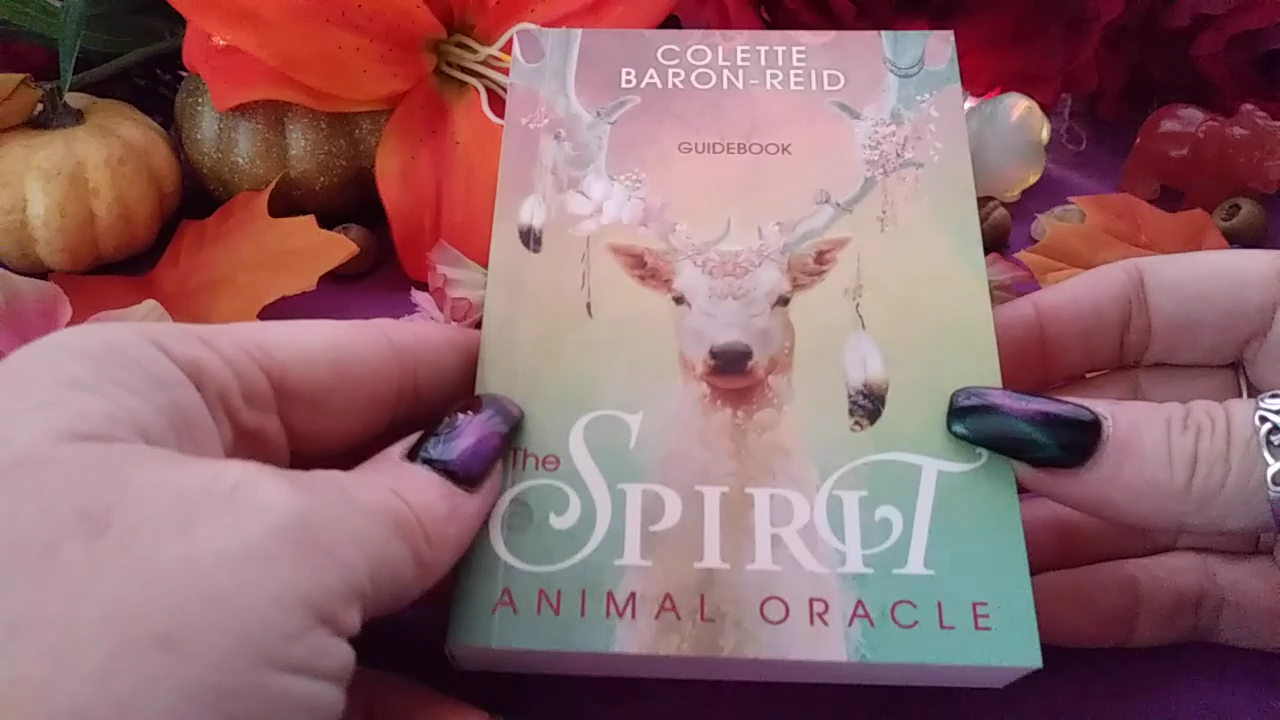 COLETTE
BARON-REID
GUIDEBOOK
The
SPIRIT
ANIMAL ORACLE